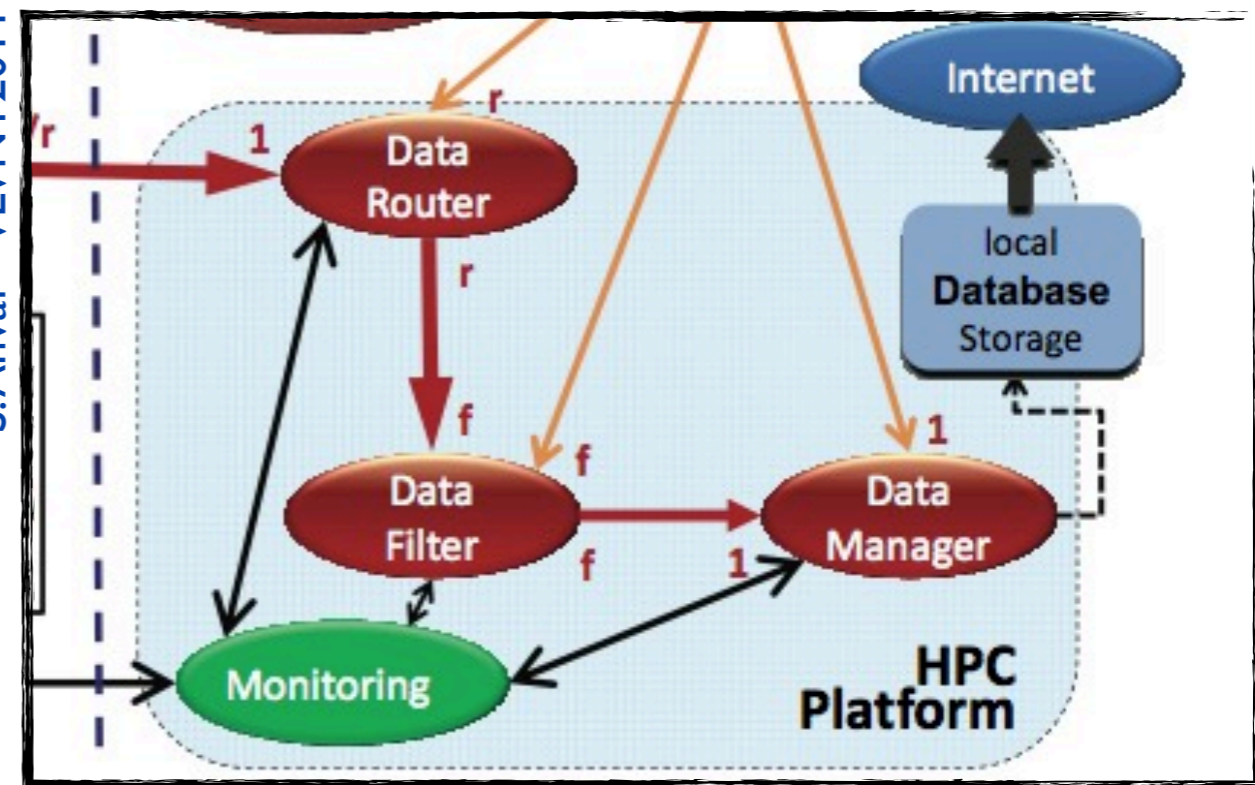 Internet
r
/r
1
Data
Router
local
Database
Storage
r
f
1
f
Data
Filter
Data
Manager
f
1
Monitoring
HPC
Platform